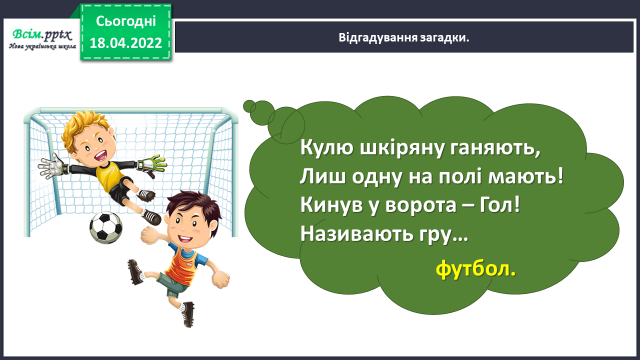 Всім.pptx
Нова українська школа
Сьогодні
18.04.2022
Відгадування загадки.
Кулю шкіряну ганяють,
Лиш одну на полі мають!
Кинув у ворота – Гол!
Називають гру…
футбол.